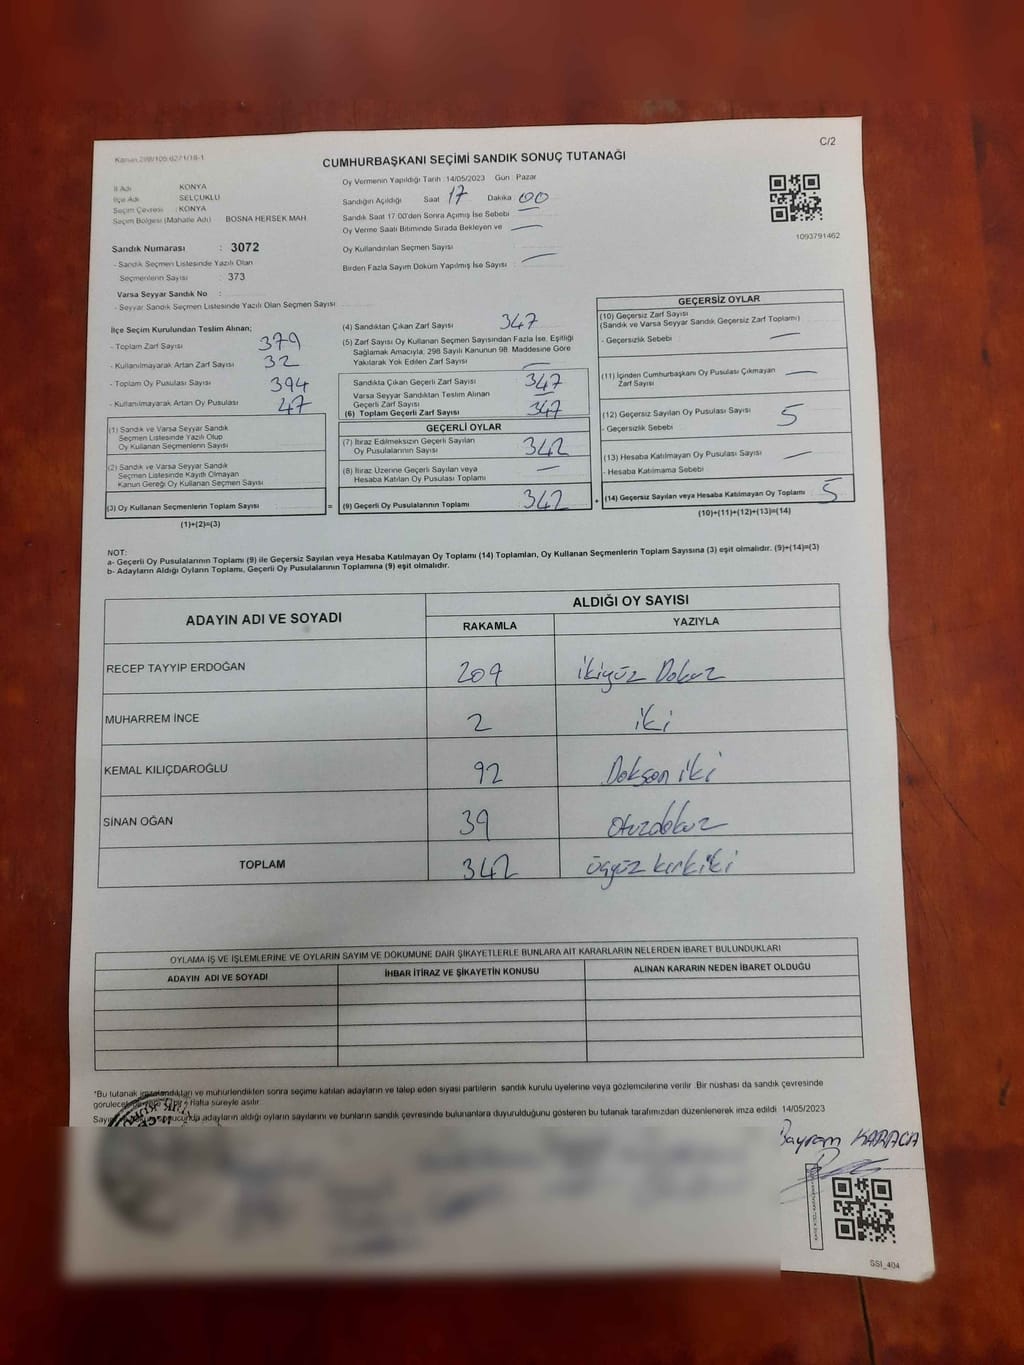 C/2
Kanun 298/105,6271/18-1
CUMHURBAŞKANI SEÇİMİ SANDIK SONUÇ TUTANAĞI
İl Adı : KONYA
İlçe Adı : SELÇUKLU
Seçim Çevresi : KONYA
Seçim Bölgesi (Mahalle Adı) BOSNA HERSEK MAH
Sandık Numarası : 3072
- Sandık Seçmen Listesinde Yazılı Olan
Seçmenlerin Sayısı : 373
Varsa Seyyar Sandık No :
- Seyyar Sandık Seçmen Listesinde Yazılı Olan Seçmen Sayısı
Oy Vermenin Yapıldığı Tarih : 14/05/2023 Gün : Pazar
Sandığın Açıldığı Saat 17 Dakika 00
Sandık Saat 17:00'den Sonra Açılmış İse Sebebi
Oy Verme Saati Bitiminde Sırada Bekleyen ve —
Oy Kullandırılan Seçmen Sayısı
Birden Fazla Sayım Döküm Yapılmış İse Sayısı : —
1093791462
İlçe Seçim Kurulundan Teslim Alınan;
- Toplam Zarf Sayısı 379
- Kullanılmayarak Artan Zarf Sayısı 32
- Toplam Oy Pusulası Sayısı 394
- Kullanılmayarak Artan Oy Pusulası 47
(1) Sandık ve Varsa Seyyar Sandık
Seçmen Listesinde Yazılı Olup
Oy Kullanan Seçmenlerin Sayısı
(2) Sandık ve Varsa Seyyar Sandık
Seçmen Listesinde Kayıtlı Olmayan
Kanun Gereği Oy Kullanan Seçmen Sayısı
(3) Oy Kullanan Seçmenlerin Toplam Sayısı
(1)+(2)=(3)
=
(4) Sandıktan Çıkan Zarf Sayısı 347
(5) Zarf Sayısı Oy Kullanan Seçmen Sayısından Fazla İse, Eşitliği
Sağlamak Amacıyla; 298 Sayılı Kanunun 98. Maddesine Göre
Yakılarak Yok Edilen Zarf Sayısı —
Sandıkta Çıkan Geçerli Zarf Sayısı 347
Varsa Seyyar Sandıktan Teslim Alınan
Geçerli Zarf Sayısı —
(6) Toplam Geçerli Zarf Sayısı 347
GEÇERLİ OYLAR
(7) İtiraz Edilmeksizin Geçerli Sayılan
Oy Pusulasının Sayısı 342
(8) İtiraz Üzerine Geçerli Sayılan veya
Hesaba Katılan Oy Pusulası Toplamı —
(9) Geçerli Oy Pusulalarının Toplamı 342
+
GEÇERSİZ OYLAR
(10) Geçersiz Zarf Sayısı
(Sandık ve Varsa Seyyar Sandık Geçersiz Zarf Toplamı)
- Geçersizlik Sebebi : —
(11) İçinden Cumhurbaşkanı Oy Pusulası Çıkmayan
Zarf Sayısı —
(12) Geçersiz Sayılan Oy Pusulası Sayısı 5
- Geçersizlik Sebebi :
(13) Hesaba Katılmayan Oy Pusulası Sayısı —
- Hesaba Katılmama Sebebi :
(14) Geçersiz Sayılan veya Hesaba Katılmayan Oy Toplamı 5
(10)+(11)+(12)+(13)=(14)
NOT:
a- Geçerli Oy Pusulalarının Toplamı (9) ile Geçersiz Sayılan veya Hesaba Katılmayan Oy Toplamı (14) Toplamları, Oy Kullanan Seçmenlerin Toplam Sayısına (3) eşit olmalıdır. (9)+(14)=(3)
b- Adayların Aldığı Oyların Toplamı, Geçerli Oy Pusulalarının Toplamına (9) eşit olmalıdır.
ADAYIN ADI VE SOYADI
ALDIĞI OY SAYISI
RAKAMLA YAZIYLA
RECEP TAYYIP ERDOĞAN 209 ikiyüz Dokuz
MUHARREM İNCE 2 iki
KEMAL KILIÇDAROĞLU 92 Doksan iki
SİNAN OĞAN 39 Otuzdokuz
TOPLAM 342 üçyüz kırkiki
OYLAMA İŞ VE İŞLEMLERİNE VE OYLARIN SAYIM VE DÖKÜMÜNE DAİR ŞİKAYETLERLE BUNLARA AİT KARARLARIN NELERDEN İBARET BULUNDUKLARI
ADAYIN ADI VE SOYADI İHBAR İTİRAZ VE ŞİKAYETİN KONUSU ALINAN KARARIN NEDEN İBARET OLDUĞU
*Bu tutanak imzalandıktan ve mühürlendikten sonra seçime katılan adayların ve talep eden siyasi partilerin sandık kurulu üyelerine veya gözlemcilerine verilir. Bir nüshası da sandık çevresinde
hafta süreyle asılır.
adayların aldığı oyların sayılarını ve bunların sandık çevresinde bulunanlara duyurulduğunu gösteren bu tutanak tarafımızdan düzenlenerek imza edildi. 14/05/2023
Bayram KARACA
SSI_404